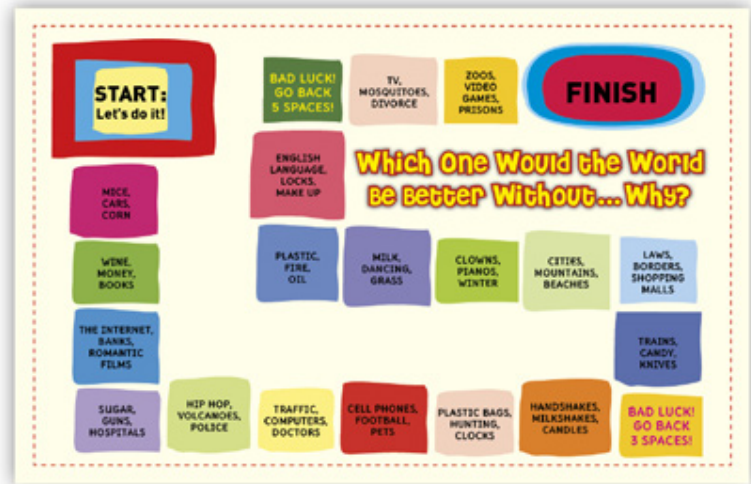 START:
Let's do it!
BAD LUCK!
GO BACK
5 SPACES!
TV,
MOSQUITOES,
DIVORCE
ZOOS,
VIDEO
GAMES,
PRISONS
FINISH
MICE,
CARS,
CORN
ENGLISH
LANGUAGE,
LOCKS,
MAKE UP
Which One Would the World
Be Better Without... Why?
WINE,
MONEY,
BOOKS
PLASTIC,
FIRE,
OIL
MILK,
DANCING,
GRASS
CLOWNS,
PIANOS,
WINTER
CITIES,
MOUNTAINS,
BEACHES
LAWS,
BORDERS,
SHOPPING
MALLS
THE INTERNET,
BANKS,
ROMANTIC
FILMS
TRAINS,
CANDY,
KNIVES
SUGAR,
GUNS,
HOSPITALS
HIP HOP,
VOLCANOES,
POLICE
TRAFFIC,
COMPUTERS,
DOCTORS
CELL PHONES,
FOOTBALL,
PETS
PLASTIC BAGS,
HUNTING,
CLOCKS
HANDSHAKES,
MILKSHAKES,
CANDLES
BAD LUCK!
GO BACK
3 SPACES!